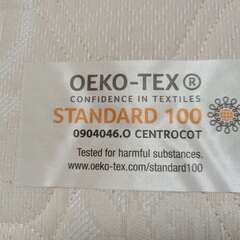 OEKO-TEX®
CONFIDENCE IN TEXTILES
STANDARD 100
0904046.O CENTROCOT
Tested for harmful substances.
www.oeko-tex.com/standard100